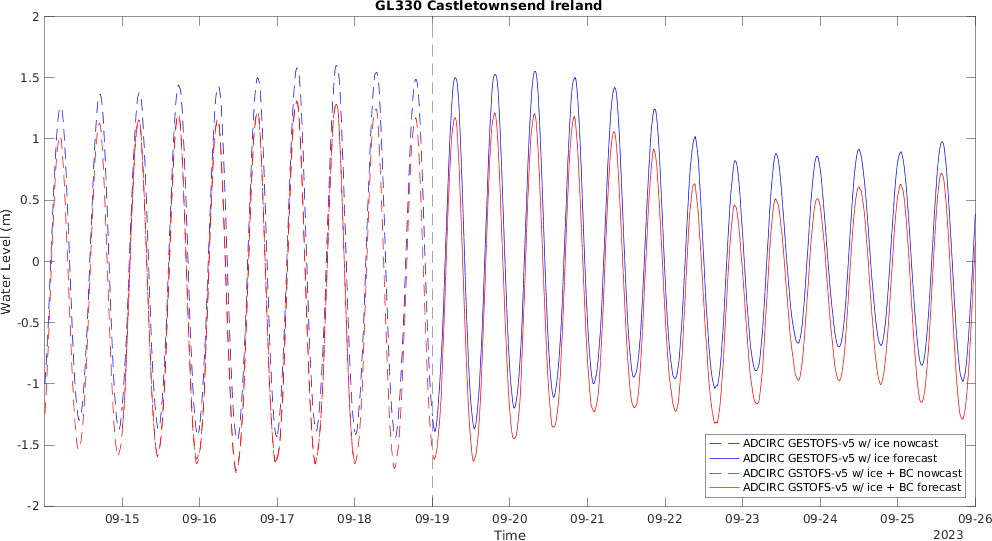 GL330 Castletownsend Ireland
Water Level (m)
2
1.5
1
0.5
0
-0.5
-1
-1.5
-2
ADCIRC GESTOFS-v5 w/ ice nowcast
ADCIRC GESTOFS-v5 w/ ice forecast
ADCIRC GSTOFS-v5 w/ ice + BC nowcast
ADCIRC GSTOFS-v5 w/ ice + BC forecast
09-15 09-16 09-17 09-18 09-19 09-20 09-21 09-22 09-23 09-24 09-25 09-26
Time 2023